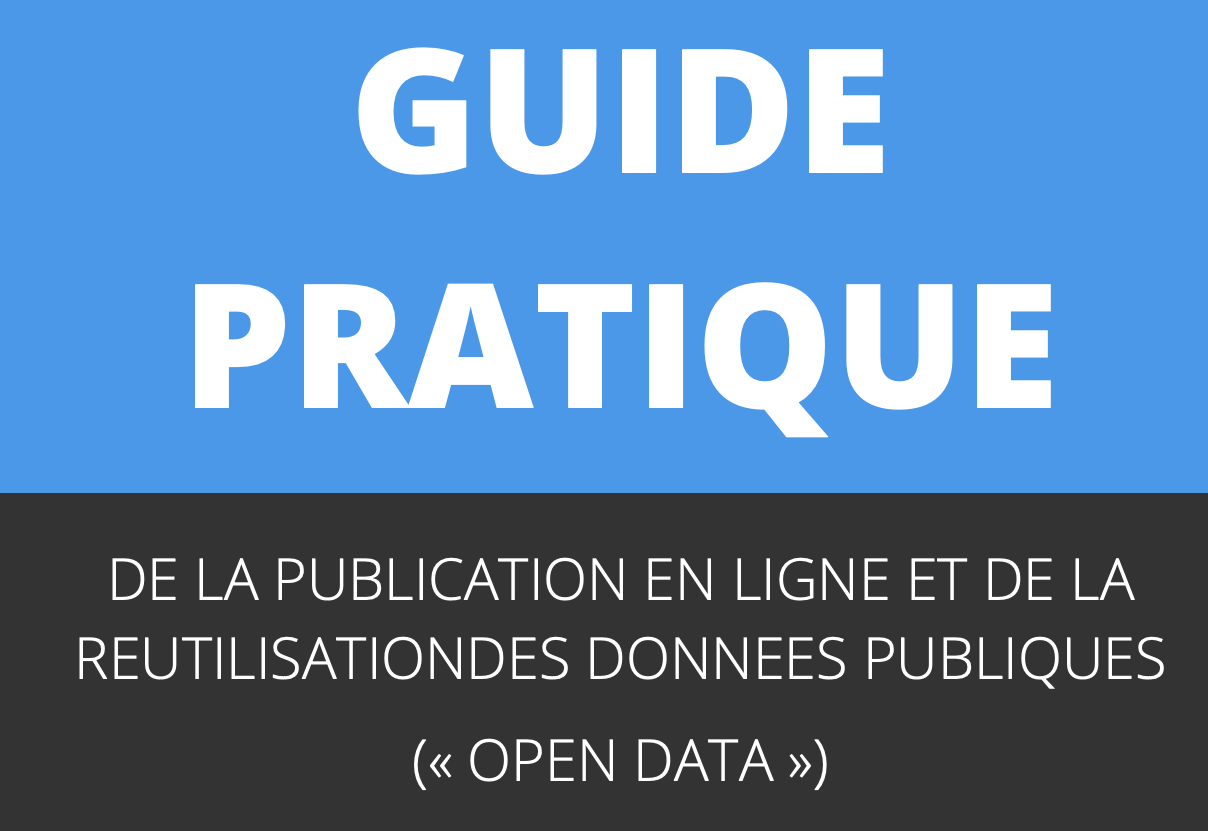 GUIDE
PRATIQUE
DE LA PUBLICATION EN LIGNE ET DE LA
REUTILISATIONDES DONNEES PUBLIQUES
(« OPEN DATA »)